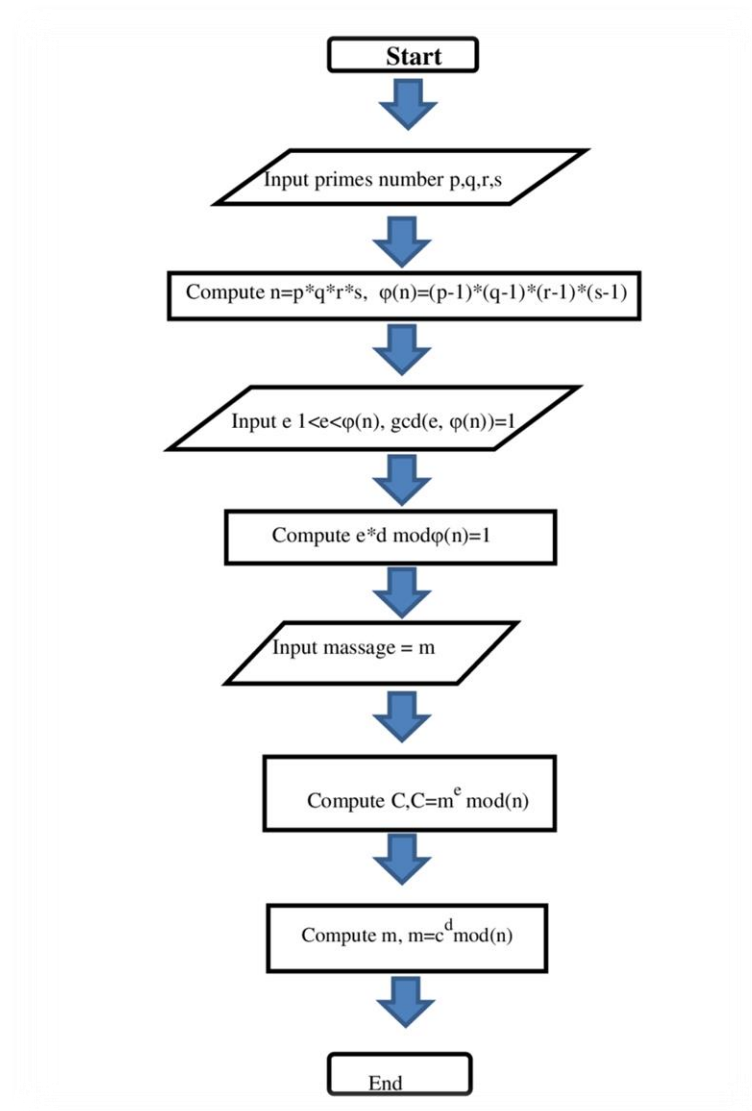 Start
Input primes number p,q,r,s
Compute n=p*q*r*s, φ(n)=(p-1)*(q-1)*(r-1)*(s-1)
Input e 1<e<φ(n), gcd(e, φ(n))=1
Compute e*d modφ(n)=1
Input massage = m
Compute C,C=m^e mod(n)
Compute m, m=c^d mod(n)
End